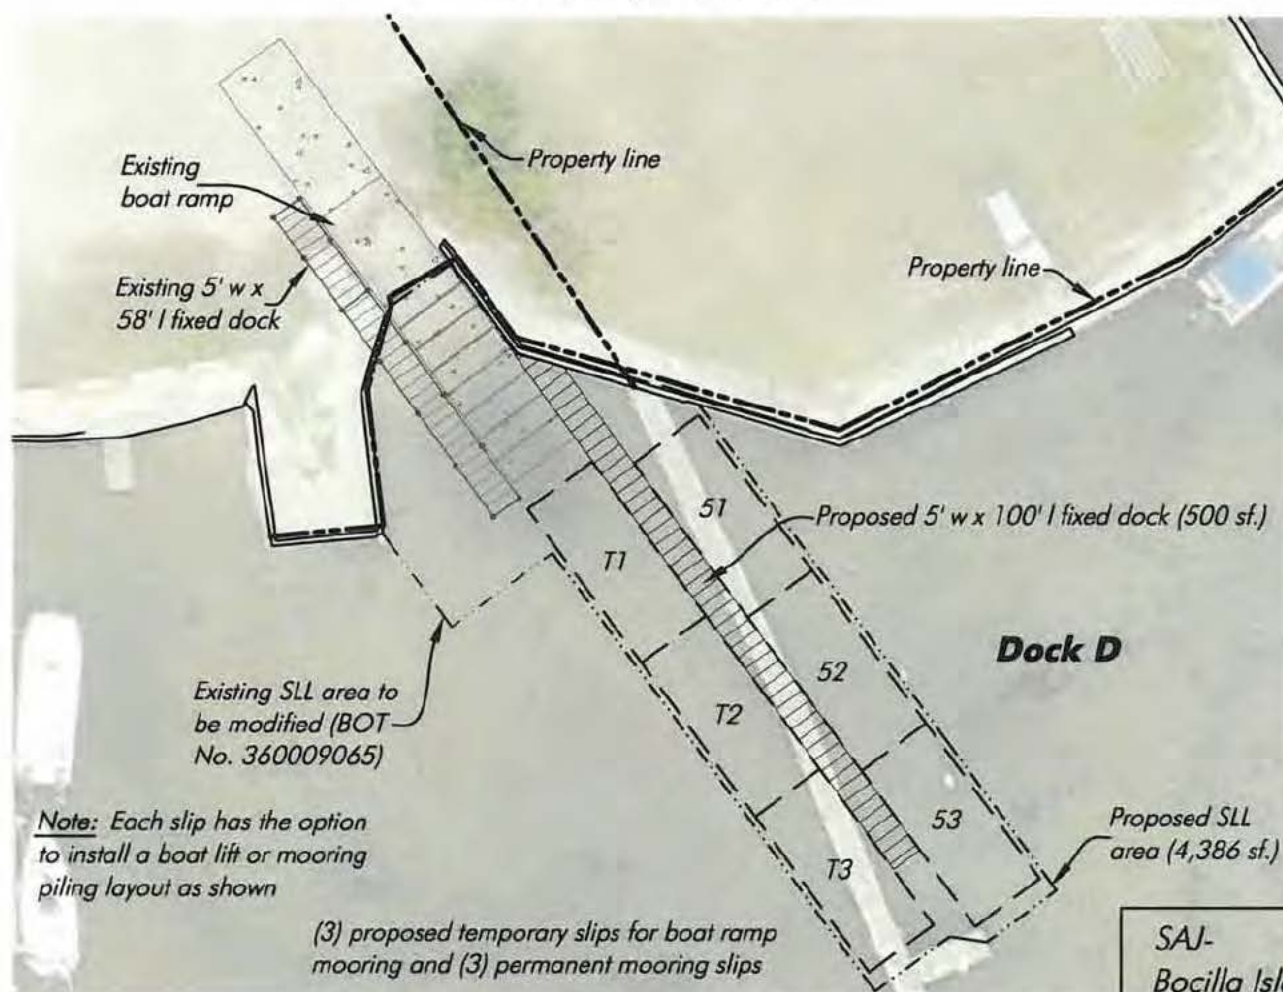 Existing
boat ramp
Property line
Existing 5' w x
58' l fixed dock
Property line
51
Proposed 5' w x 100' l fixed dock (500 sf.)
T1
Dock D
52
Existing SLL area to
be modified (BOT
No. 360009065)
T2
Note: Each slip has the option
to install a boat lift or mooring
piling layout as shown
53
Proposed SLL
area (4,386 sf.)
T3
(3) proposed temporary slips for boat ramp
mooring and (3) permanent mooring slips
SAJ-
Bocilla Isl